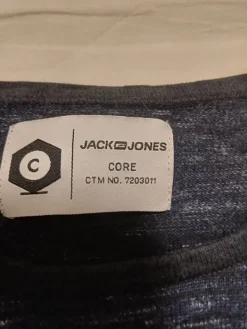 C
JACK & JONES
CORE
CTM NO. 7203011